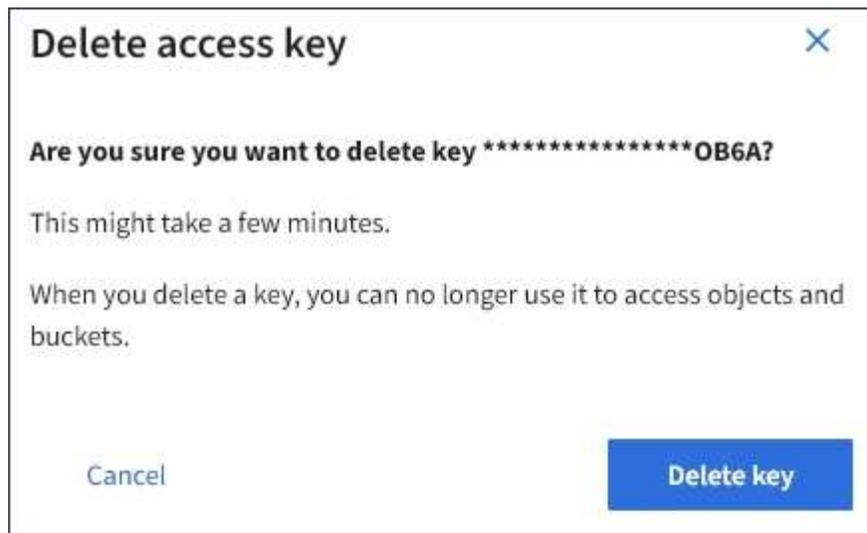 Delete access key
Are you sure you want to delete key ****************OB6A?
This might take a few minutes.
When you delete a key, you can no longer use it to access objects and
buckets.
Cancel
Delete key